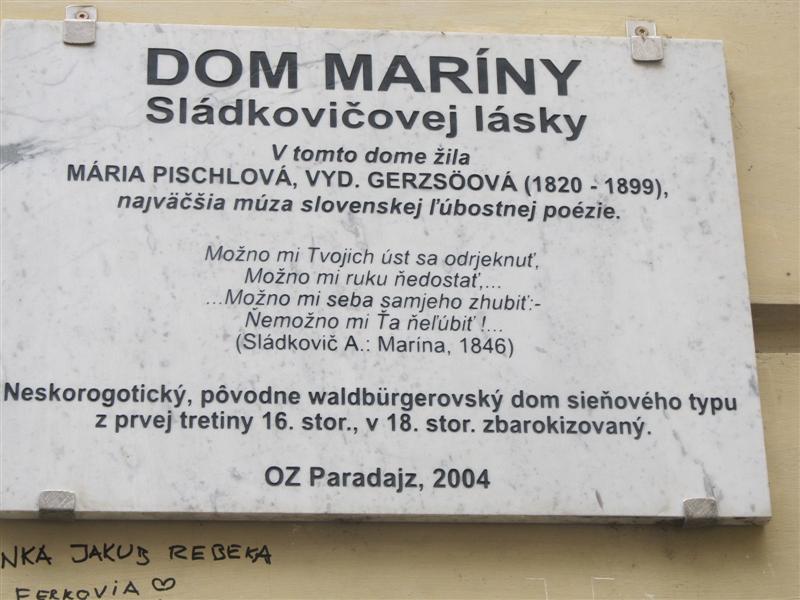 DOM MARÍNY
Sládkovičovej lásky
V tomto dome žila
MÁRIA PISCHLOVÁ, VYD. GERZSÖOVÁ (1820 - 1899),
najväčšia múza slovenskej ľúbostnej poézie.
Možno mi Tvojich úst sa odrjeknuť,
Možno mi ruku ňedostať,...
...Možno mi seba samjeho zhubiť:-
Ňemožno mi Ťa ňeľúbiť !...
(Sládkovič A.: Marína, 1846)
Neskorogotický, pôvodne waldbürgerovský dom sieňového typu
z prvej tretiny 16. stor., v 18. stor. zbarokizovaný.
OZ Paradajz, 2004
NKA JAKUB REBEKA
FERKOVIA ♡